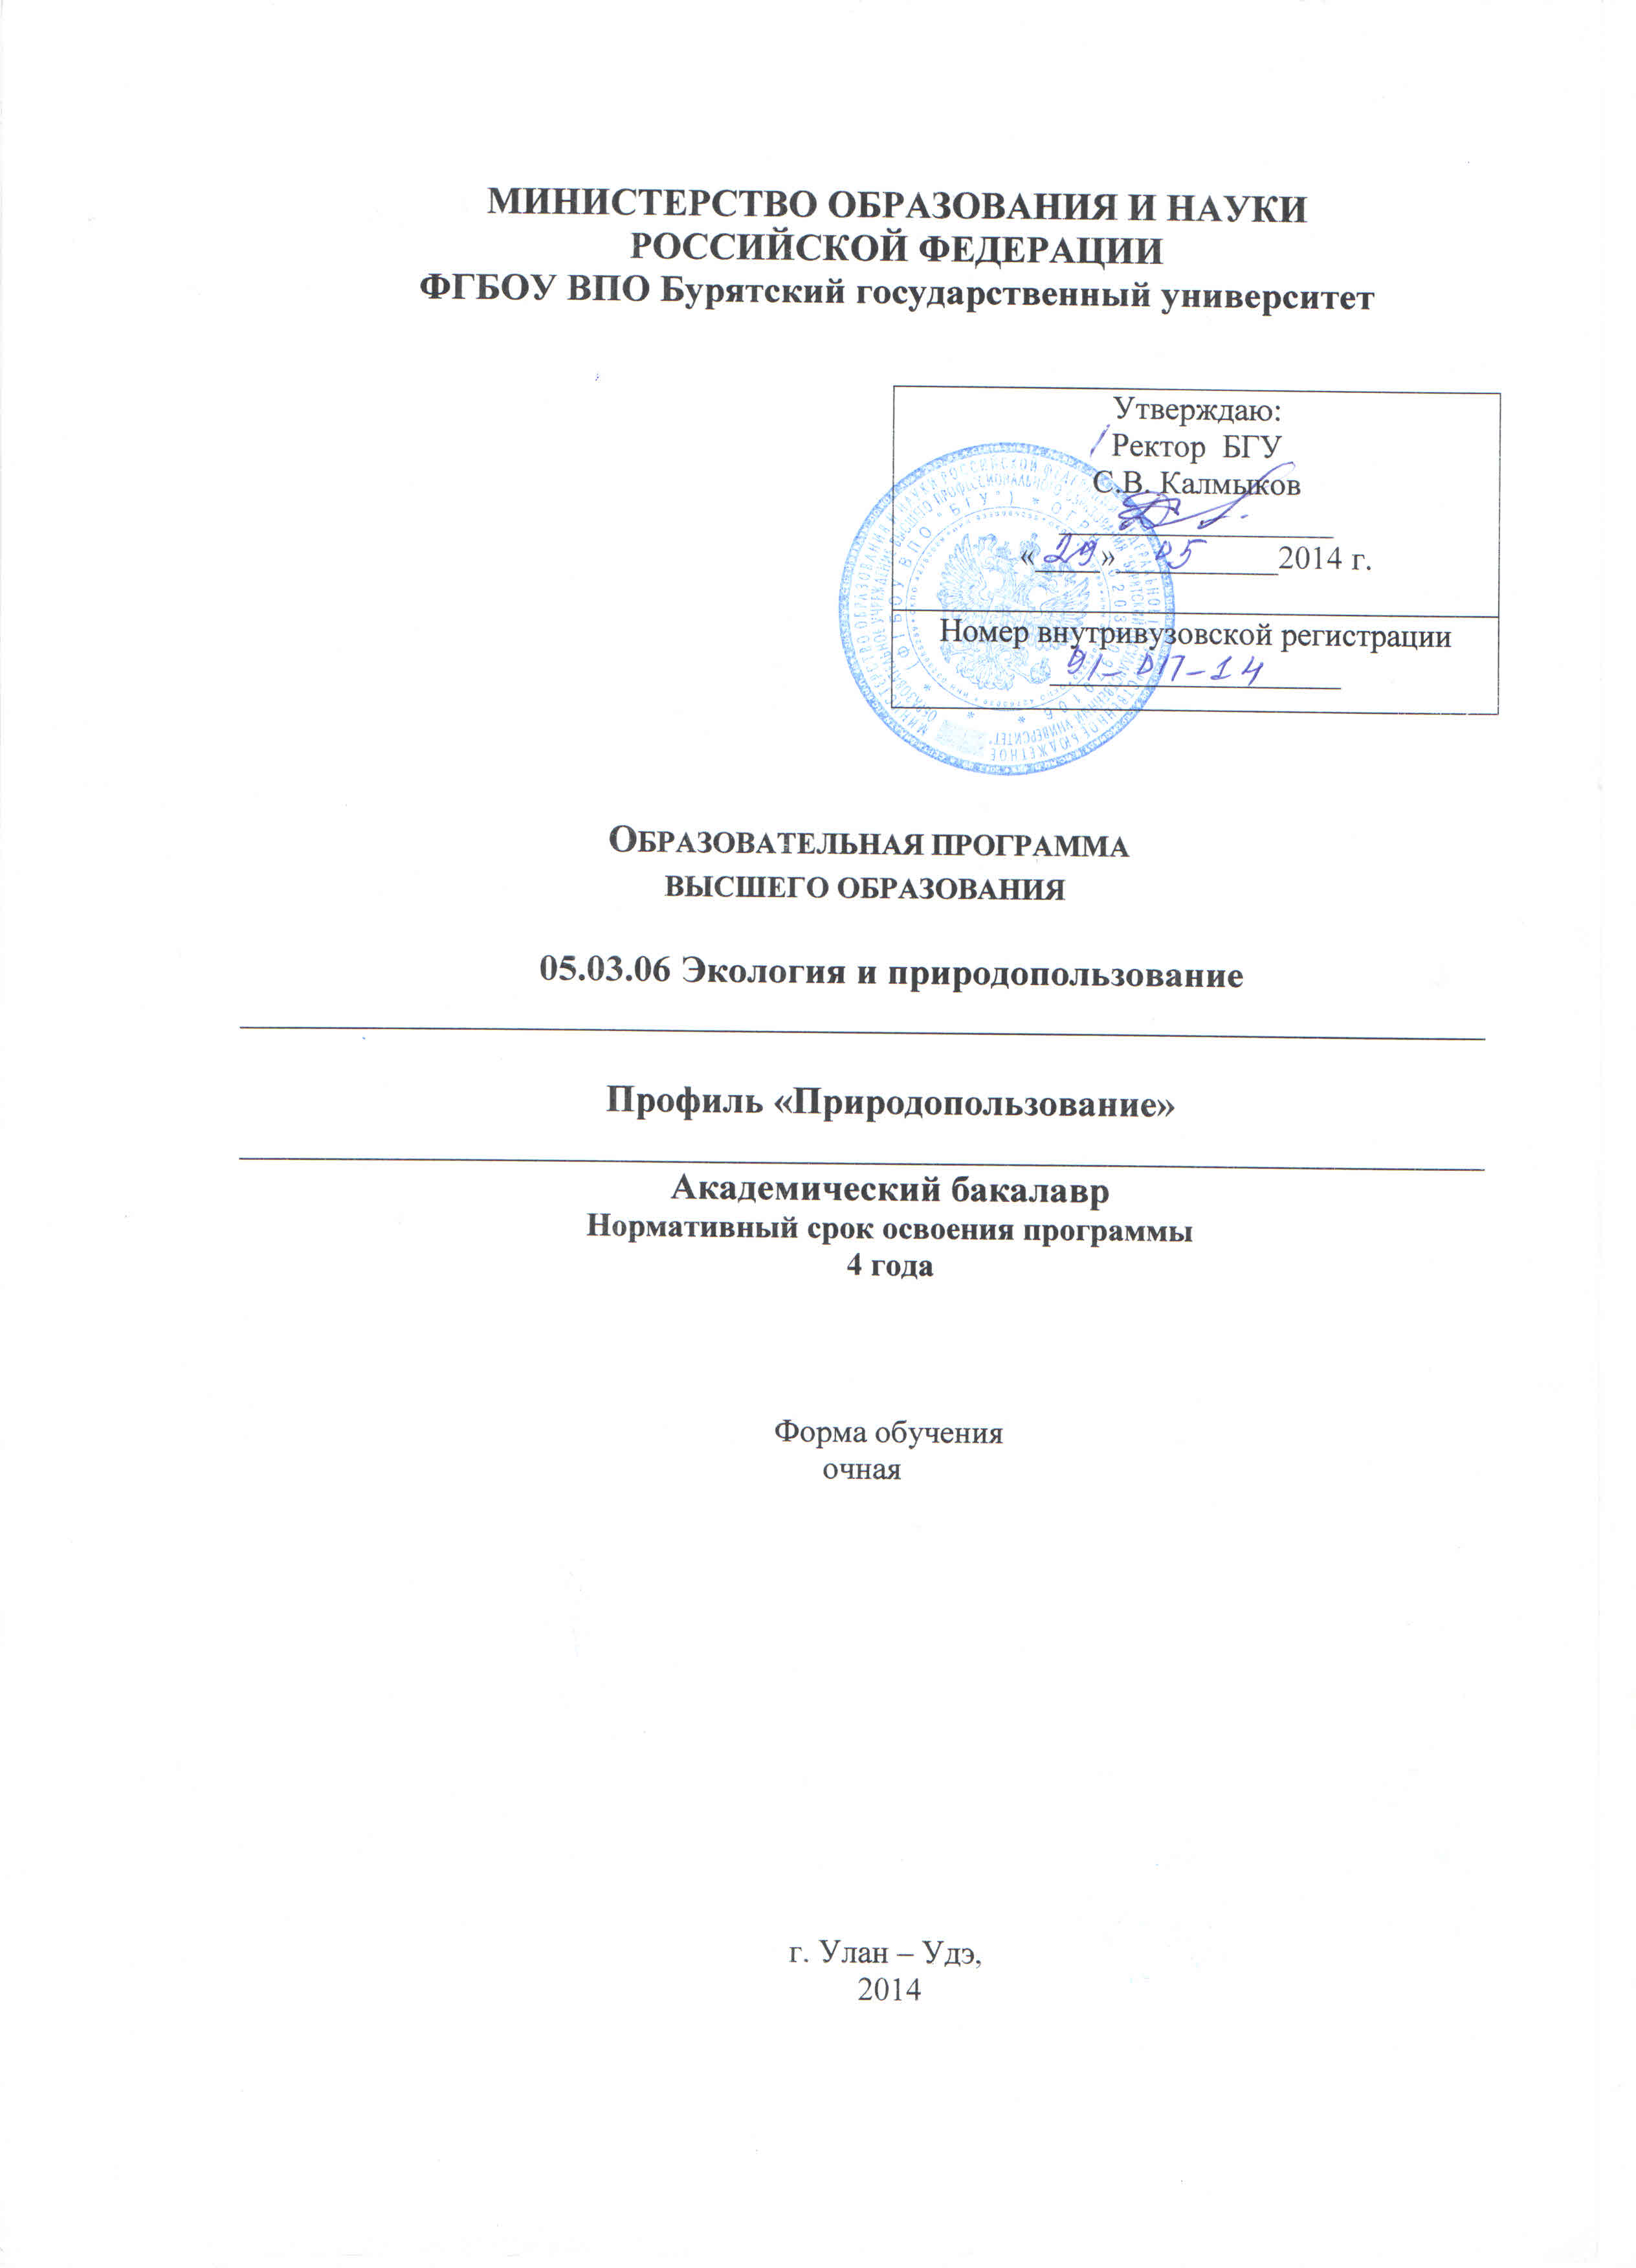 МИНИСТЕРСТВО ОБРАЗОВАНИЯ И НАУКИ
РОССИЙСКОЙ ФЕДЕРАЦИИ
ФГБОУ ВПО Бурятский государственный университет
Утверждаю:
Ректор БГУ
С.В. Калмыков
«29» 05 2014 г.
Номер внутривузовской регистрации
91-ОП-14
ОБРАЗОВАТЕЛЬНАЯ ПРОГРАММА
ВЫСШЕГО ОБРАЗОВАНИЯ
05.03.06 Экология и природопользование
Профиль «Природопользование»
Академический бакалавр
Нормативный срок освоения программы
4 года
Форма обучения
очная
г. Улан – Удэ,
2014